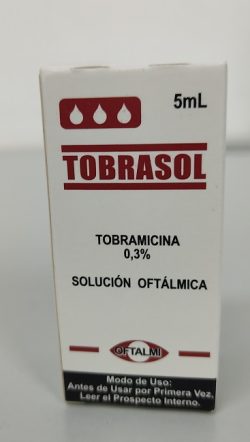 5mL
TOBRASOL
TOBRAMICINA
0,3%
SOLUCIÓN OFTÁLMICA
OFTALMI
Modo de Uso:
Antes de Usar por Primera Vez,
Leer el Prospecto Interno.